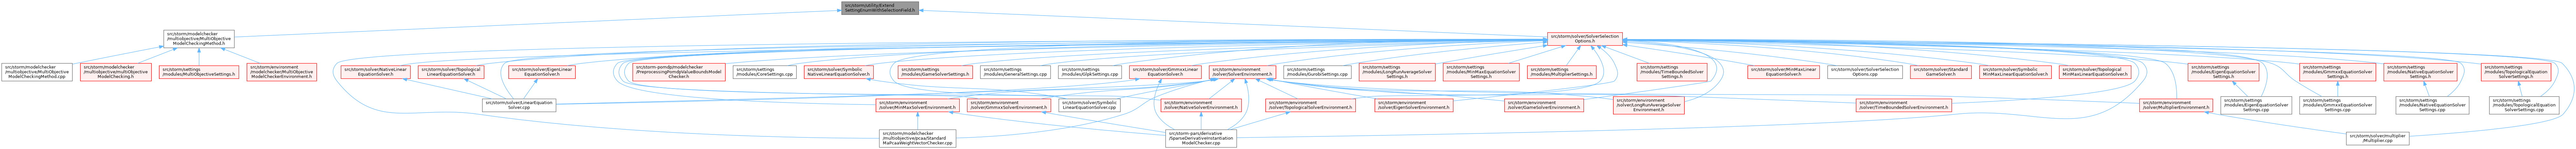 src/storm/utility/Extend
SettingEnumWithSelectionField.h
src/storm/modelchecker
/multiobjective/MultiObjective
ModelCheckingMethod.h
src/storm/solver/SolverSelection
Options.h
src/storm/modelchecker
/multiobjective/MultiObjective
ModelCheckingMethod.cpp
src/storm/modelchecker
/multiobjective/multiObjective
ModelChecking.h
src/storm/settings
/modules/MultiObjectiveSettings.h
src/storm/environment
/modelchecker/MultiObjective
ModelCheckerEnvironment.h
src/storm/solver/NativeLinear
EquationSolver.h
src/storm/solver/Topological
LinearEquationSolver.h
src/storm/solver/EigenLinear
EquationSolver.h
src/storm-pomdp/modelchecker
/PreprocessingPomdpValueBoundsModel
Checker.h
src/storm/settings
/modules/CoreSettings.cpp
src/storm/solver/Symbolic
NativeLinearEquationSolver.h
src/storm/settings
/modules/GameSolverSettings.h
src/storm/settings
/modules/GeneralSettings.cpp
src/storm/settings
/modules/GlpkSettings.cpp
src/storm/solver/GmmxxLinear
EquationSolver.h
src/storm/environment
/solver/SolverEnvironment.h
src/storm/settings
/modules/GurobiSettings.cpp
src/storm/settings
/modules/LongRunAverageSolver
Settings.h
src/storm/settings
/modules/MinMaxEquationSolver
Settings.h
src/storm/settings
/modules/MultiplierSettings.h
src/storm/settings
/modules/TimeBoundedSolver
Settings.h
src/storm/solver/MinMaxLinear
EquationSolver.h
src/storm/solver/SolverSelection
Options.cpp
src/storm/solver/Standard
GameSolver.h
src/storm/solver/Symbolic
MinMaxLinearEquationSolver.h
src/storm/solver/Topological
MinMaxLinearEquationSolver.h
src/storm/settings
/modules/EigenEquationSolver
Settings.h
src/storm/settings
/modules/GmmxxEquationSolver
Settings.h
src/storm/settings
/modules/NativeEquationSolver
Settings.h
src/storm/settings
/modules/TopologicalEquation
SolverSettings.h
src/storm/solver/LinearEquation
Solver.cpp
src/storm/environment
/solver/MinMaxSolverEnvironment.h
src/storm/environment
/solver/GmmxxSolverEnvironment.h
src/storm/solver/Symbolic
LinearEquationSolver.cpp
src/storm/environment
/solver/NativeSolverEnvironment.h
src/storm/environment
/solver/TopologicalSolverEnvironment.h
src/storm/environment
/solver/EigenSolverEnvironment.h
src/storm/environment
/solver/GameSolverEnvironment.h
src/storm/environment
/solver/LongRunAverageSolver
Environment.h
src/storm/environment
/solver/TimeBoundedSolverEnvironment.h
src/storm/environment
/solver/MultiplierEnvironment.h
src/storm/settings
/modules/EigenEquationSolver
Settings.cpp
src/storm/settings
/modules/GmmxxEquationSolver
Settings.cpp
src/storm/settings
/modules/NativeEquationSolver
Settings.cpp
src/storm/settings
/modules/TopologicalEquation
SolverSettings.cpp
src/storm/modelchecker
/multiobjective/pcaa/Standard
MaPcaaWeightVectorChecker.cpp
src/storm-pars/derivative
/SparseDerivativeInstantiation
ModelChecker.cpp
src/storm/solver/multiplier
/Multiplier.cpp